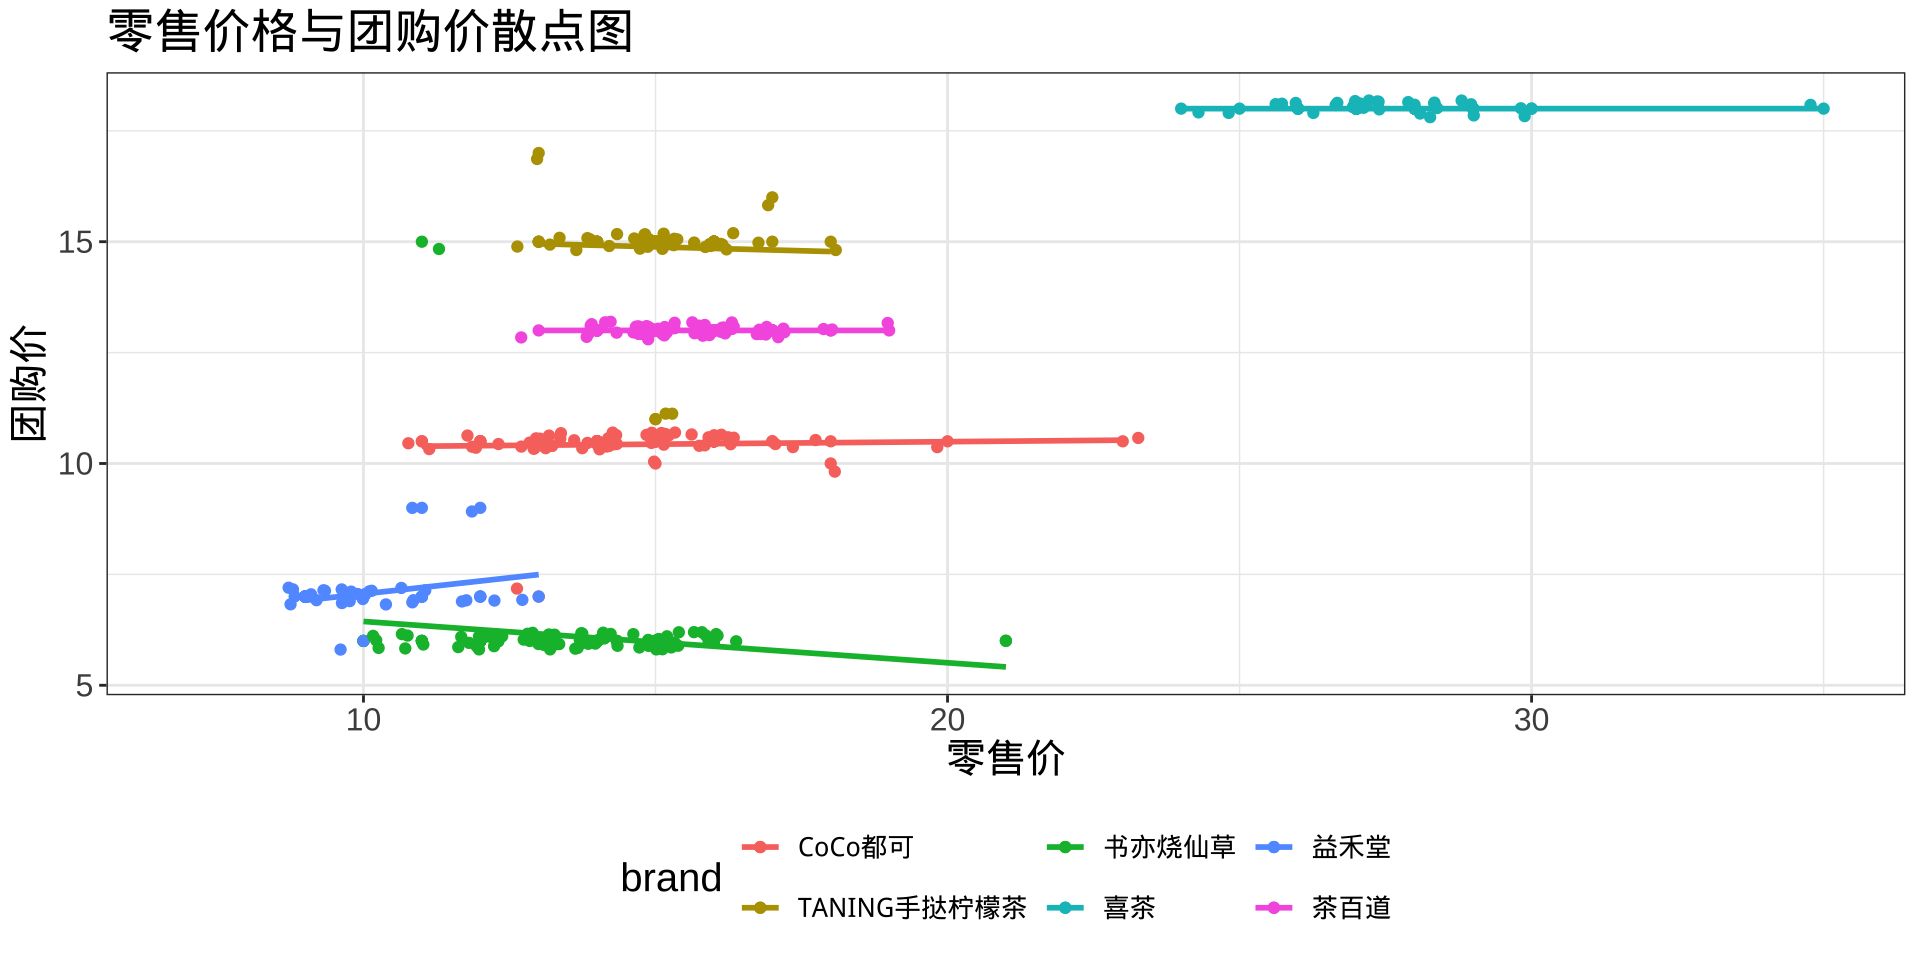 零售价格与团购价散点图
团购价
15
10
5
10 20 30
零售价
brand
CoCo都可 书亦烧仙草 益禾堂
TANING手挞柠檬茶 喜茶 茶百道